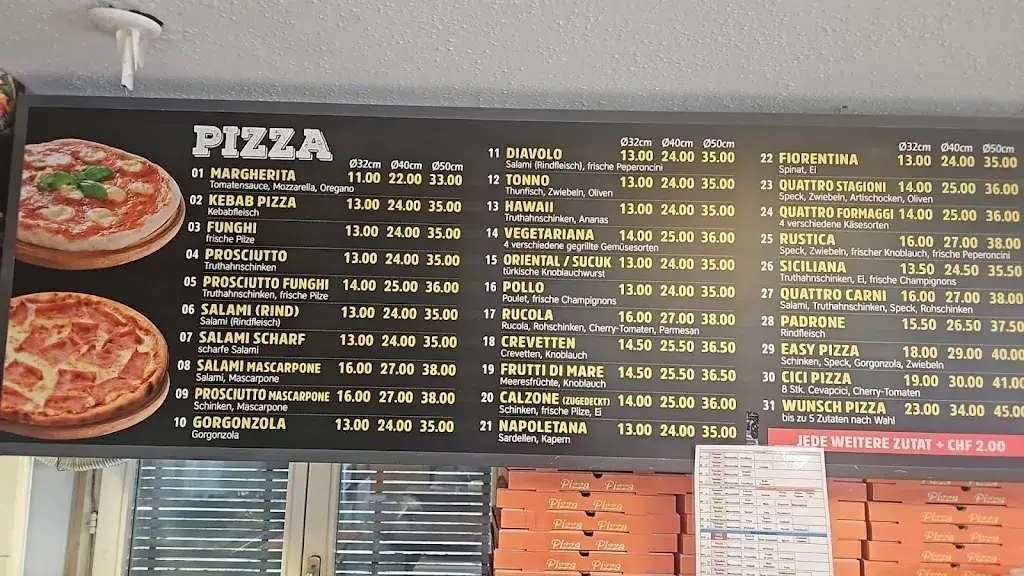 PIZZA
Ø32cm Ø40cm Ø50cm
01 MARGHERITA 11.00 22.00 33.00
Tomatensauce, Mozzarella, Oregano
02 KEBAB PIZZA 13.00 24.00 35.00
Kebabfleisch
03 FUNGHI 13.00 24.00 35.00
frische Pilze
04 PROSCIUTTO 13.00 24.00 35.00
Truthahnschinken
05 PROSCIUTTO FUNGHI 14.00 25.00 36.00
Truthahnschinken, frische Pilze
06 SALAMI (RIND) 13.00 24.00 35.00
Salami (Rindfleisch)
07 SALAMI SCHARF 13.00 24.00 35.00
scharfe Salami
08 SALAMI MASCARPONE 16.00 27.00 38.00
Salami, Mascarpone
09 PROSCIUTTO MASCARPONE 16.00 27.00 38.00
Schinken, Mascarpone
10 GORGONZOLA 13.00 24.00 35.00
Gorgonzola
Ø32cm Ø40cm Ø50cm
11 DIAVOLO 13.00 24.00 35.00
Salami (Rindfleisch), frische Peperoncini
12 TONNO 13.00 24.00 35.00
Thunfisch, Zwiebeln, Oliven
13 HAWAII 13.00 24.00 35.00
Truthahnschinken, Ananas
14 VEGETARIANA 14.00 25.00 36.00
4 verschiedene gegrillte Gemüsesorten
15 ORIENTAL / SUCUK 13.00 24.00 35.00
türkische Knoblauchwurst
16 POLLO 13.00 24.00 35.00
Poulet, frische Champignons
17 RUCOLA 16.00 27.00 38.00
Rucola, Rohschinken, Cherry-Tomaten, Parmesan
18 CREVETTEN 14.50 25.50 36.50
Crevetten, Knoblauch
19 FRUTTI DI MARE 14.50 25.50 36.50
Meeresfrüchte, Knoblauch
20 CALZONE (ZUGEDECKT) 14.00 25.00 36.00
Schinken, frische Pilze, Ei
21 NAPOLETANA 13.00 24.00 35.00
Sardellen, Kapern
Ø32cm Ø40cm Ø50cm
22 FIORENTINA 13.00 24.00 35.00
Spinat, Ei
23 QUATTRO STAGIONI 14.00 25.00 36.00
Speck, Zwiebeln, Artischocken, Oliven
24 QUATTRO FORMAGGI 14.00 25.00 36.00
4 verschiedene Käsesorten
25 RUSTICA 16.00 27.00 38.00
Speck, Zwiebeln, frischer Knoblauch, frische Peperoncini
26 SICILIANA 13.50 24.50 35.50
Truthahnschinken, Ei, frische Champignons
27 QUATTRO CARNI 16.00 27.00 38.00
Salami, Truthahnschinken, Speck, Rohschinken
28 PADRONE 15.50 26.50 37.50
Rindfleisch
29 EASY PIZZA 18.00 29.00 40.00
Schinken, Speck, Gorgonzola, Zwiebeln
30 CICI PIZZA 19.00 30.00 41.00
8 Stk. Cevapcici, Cherry-Tomaten
31 WUNSCH PIZZA 23.00 34.00 45.00
bis zu 5 Zutaten nach Wahl
JEDE WEITERE ZUTAT + CHF 2.00
Pizza Pizza
Pizza Pizza
Pizza Pizza
Pizza Pizza
Pizza Pizza
Pizza
Pizza
Pizza
Pizza